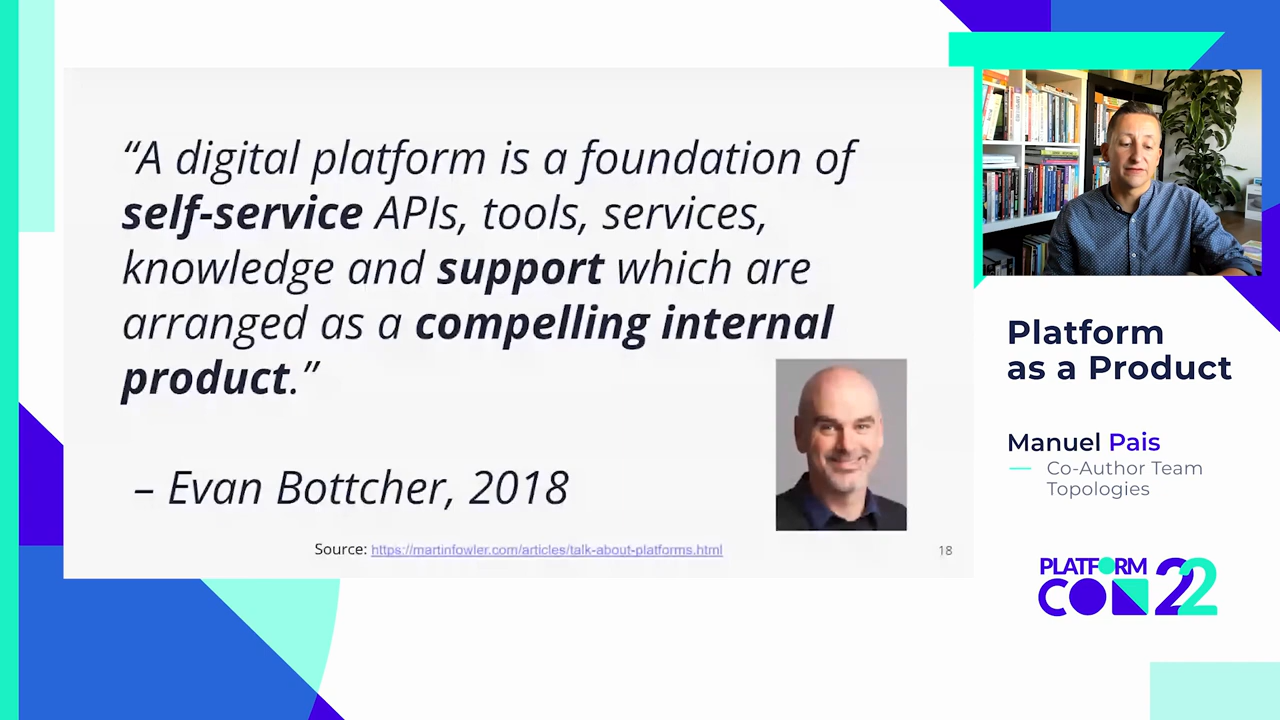 “A digital platform is a foundation of
self-service APIs, tools, services,
knowledge and support which are
arranged as a compelling internal
product.”
– Evan Bottcher, 2018
Source: https://martinfowler.com/articles/talk-about-platforms.html
18
Platform
as a Product
Manuel Pais
Co-Author Team
Topologies
PLATFORM
CON22